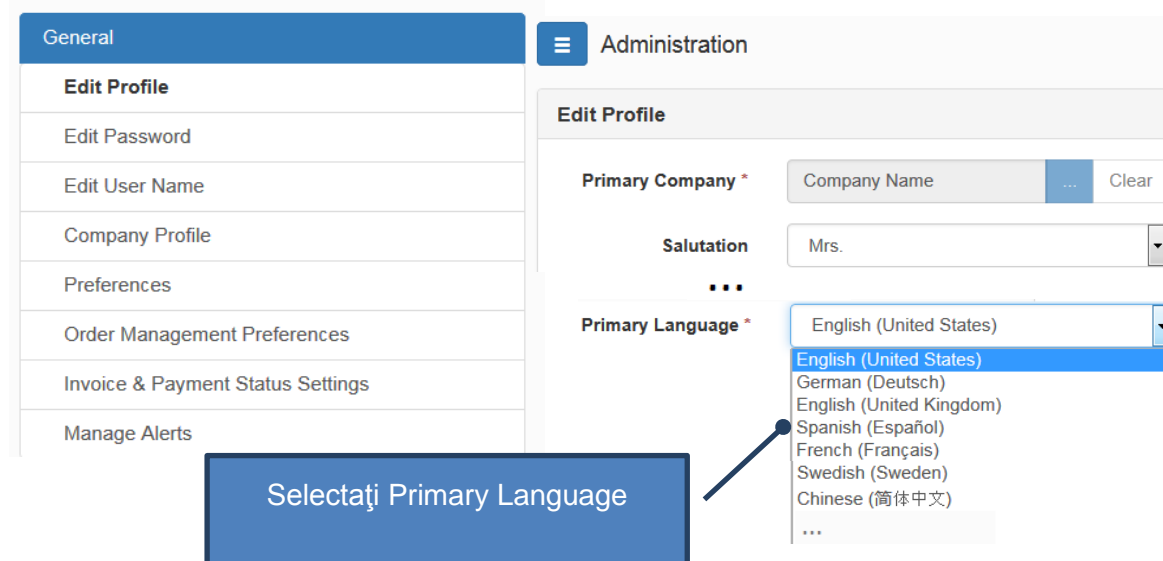 General
Edit Profile
Edit Password
Edit User Name
Company Profile
Preferences
Order Management Preferences
Invoice & Payment Status Settings
Manage Alerts
Administration
Edit Profile
Primary Company * Company Name ... Clear
Salutation Mrs.
...
Primary Language * English (United States)
English (United States)
German (Deutsch)
English (United Kingdom)
Spanish (Español)
French (Français)
Swedish (Sweden)
Chinese (简体中文)
...
Selectaţi Primary Language